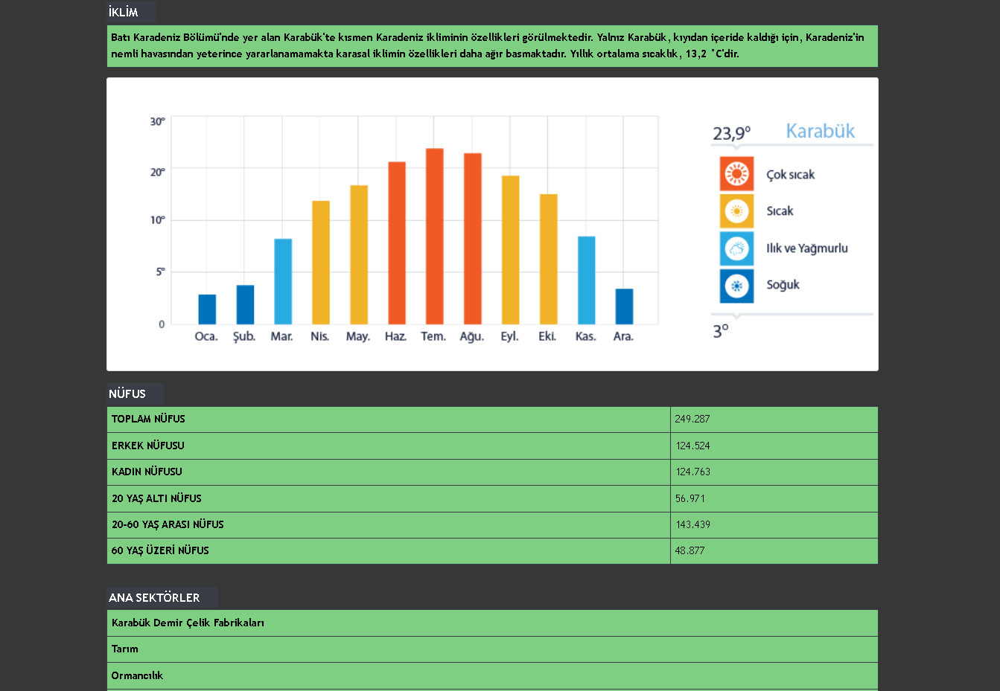 İKLİM
Batı Karadeniz Bölümü'nde yer alan Karabük'te kısmen Karadeniz ikliminin özellikleri görülmektedir. Yalnız Karabük, kıyıdan içeride kaldığı için, Karadeniz'in
nemli havasından yeterince yararlanamamakta karasal iklimin özellikleri daha ağır basmaktadır. Yıllık ortalama sıcaklık, 13,2 °C'dir.
30°
20°
10°
5°
0
Oca. Şub. Mar. Nis. May. Haz. Tem. Ağu. Eyl. Eki. Kas. Ara.
23,9° Karabük
Çok sıcak
Sıcak
Ilık ve Yağmurlu
Soğuk
3°
NÜFUS
TOPLAM NÜFUS 249.287
ERKEK NÜFUSU 124.524
KADIN NÜFUSU 124.763
20 YAŞ ALTI NÜFUS 56.971
20-60 YAŞ ARASI NÜFUS 143.439
60 YAŞ ÜZERİ NÜFUS 48.877
ANA SEKTÖRLER
Karabük Demir Çelik Fabrikaları
Tarım
Ormancılık